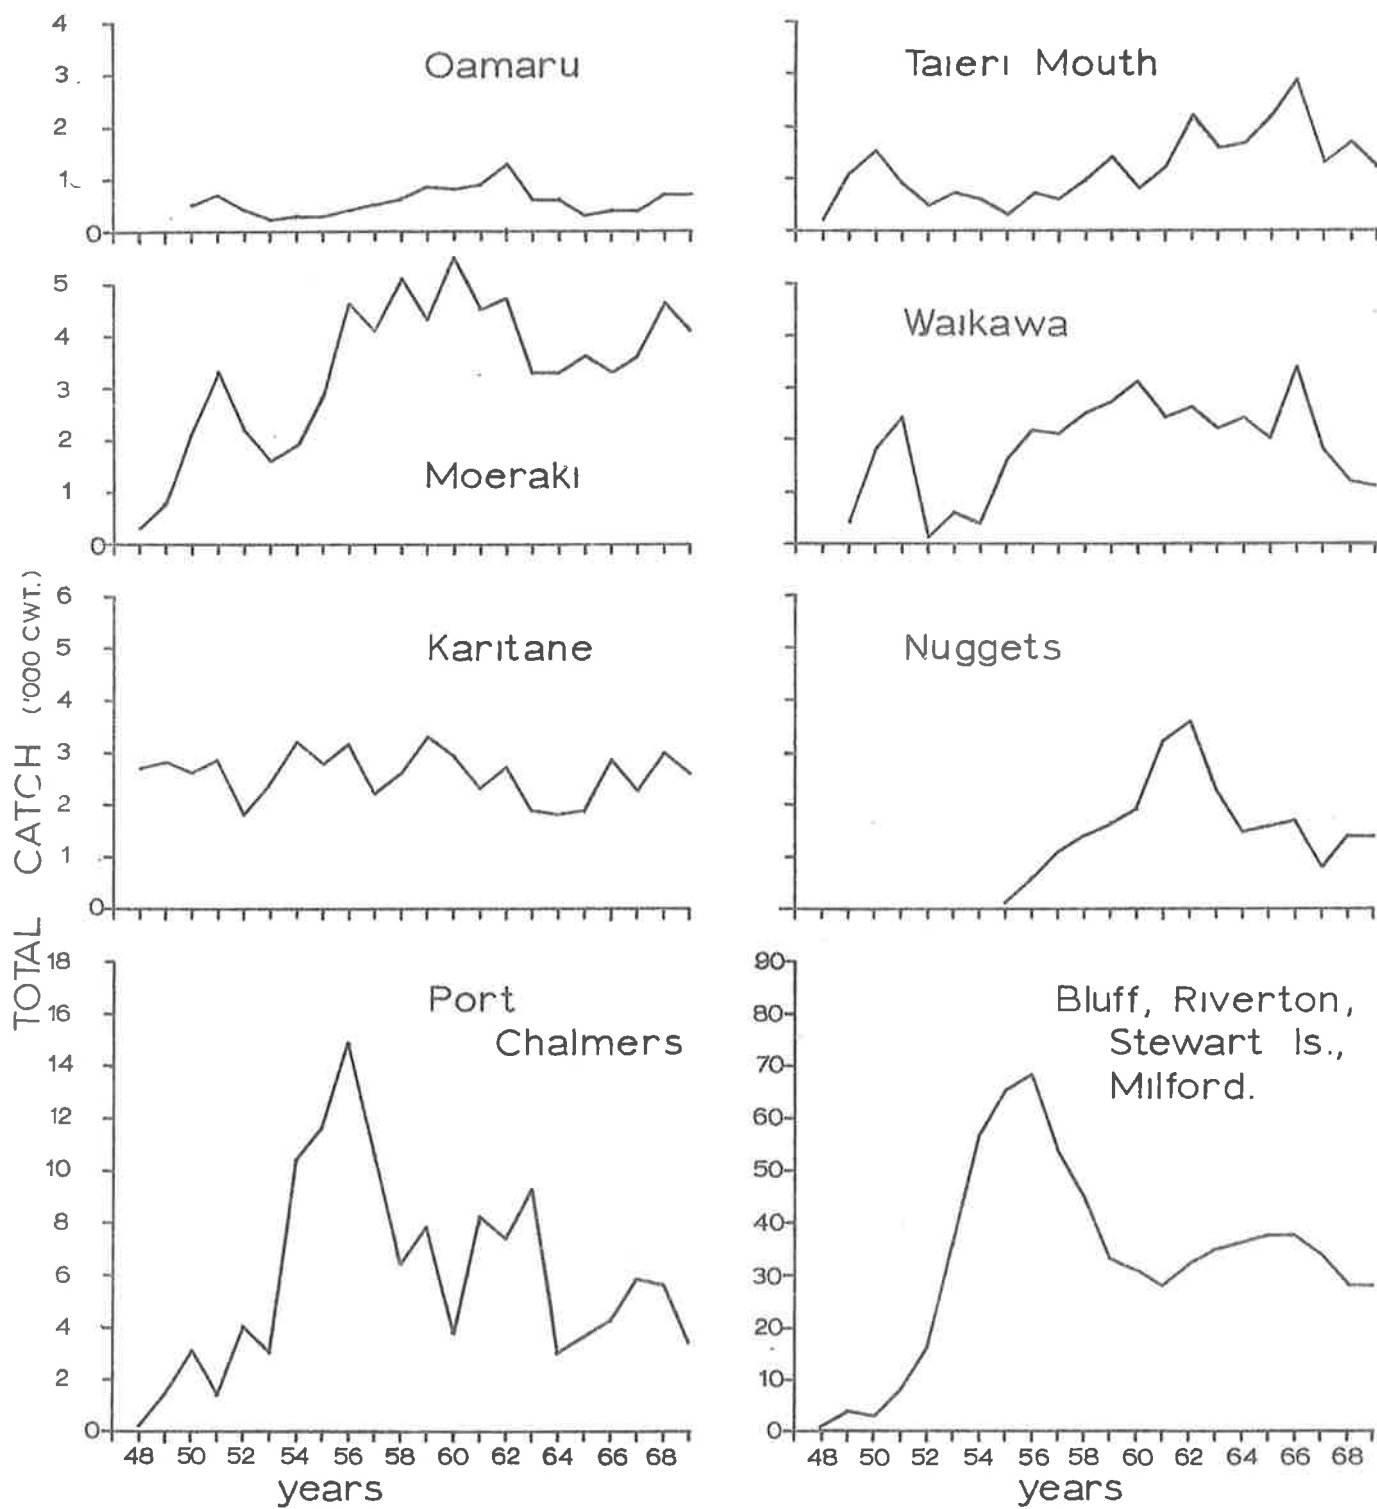 TOTAL CATCH ('000 CWT.)
4
3
2
1
0
Oamaru
Taieri Mouth
5
4
3
2
1
0
Moeraki
Waikawa
6
5
4
3
2
1
0
Karitane
Nuggets
18
16
14
12
10
8
6
4
2
0
Port
Chalmers
90
80
70
60
50
40
30
20
10
0
Bluff, Riverton,
Stewart Is.,
Milford.
48 50 52 54 56 58 60 62 64 66 68
years
48 50 52 54 56 58 60 62 64 66 68
years